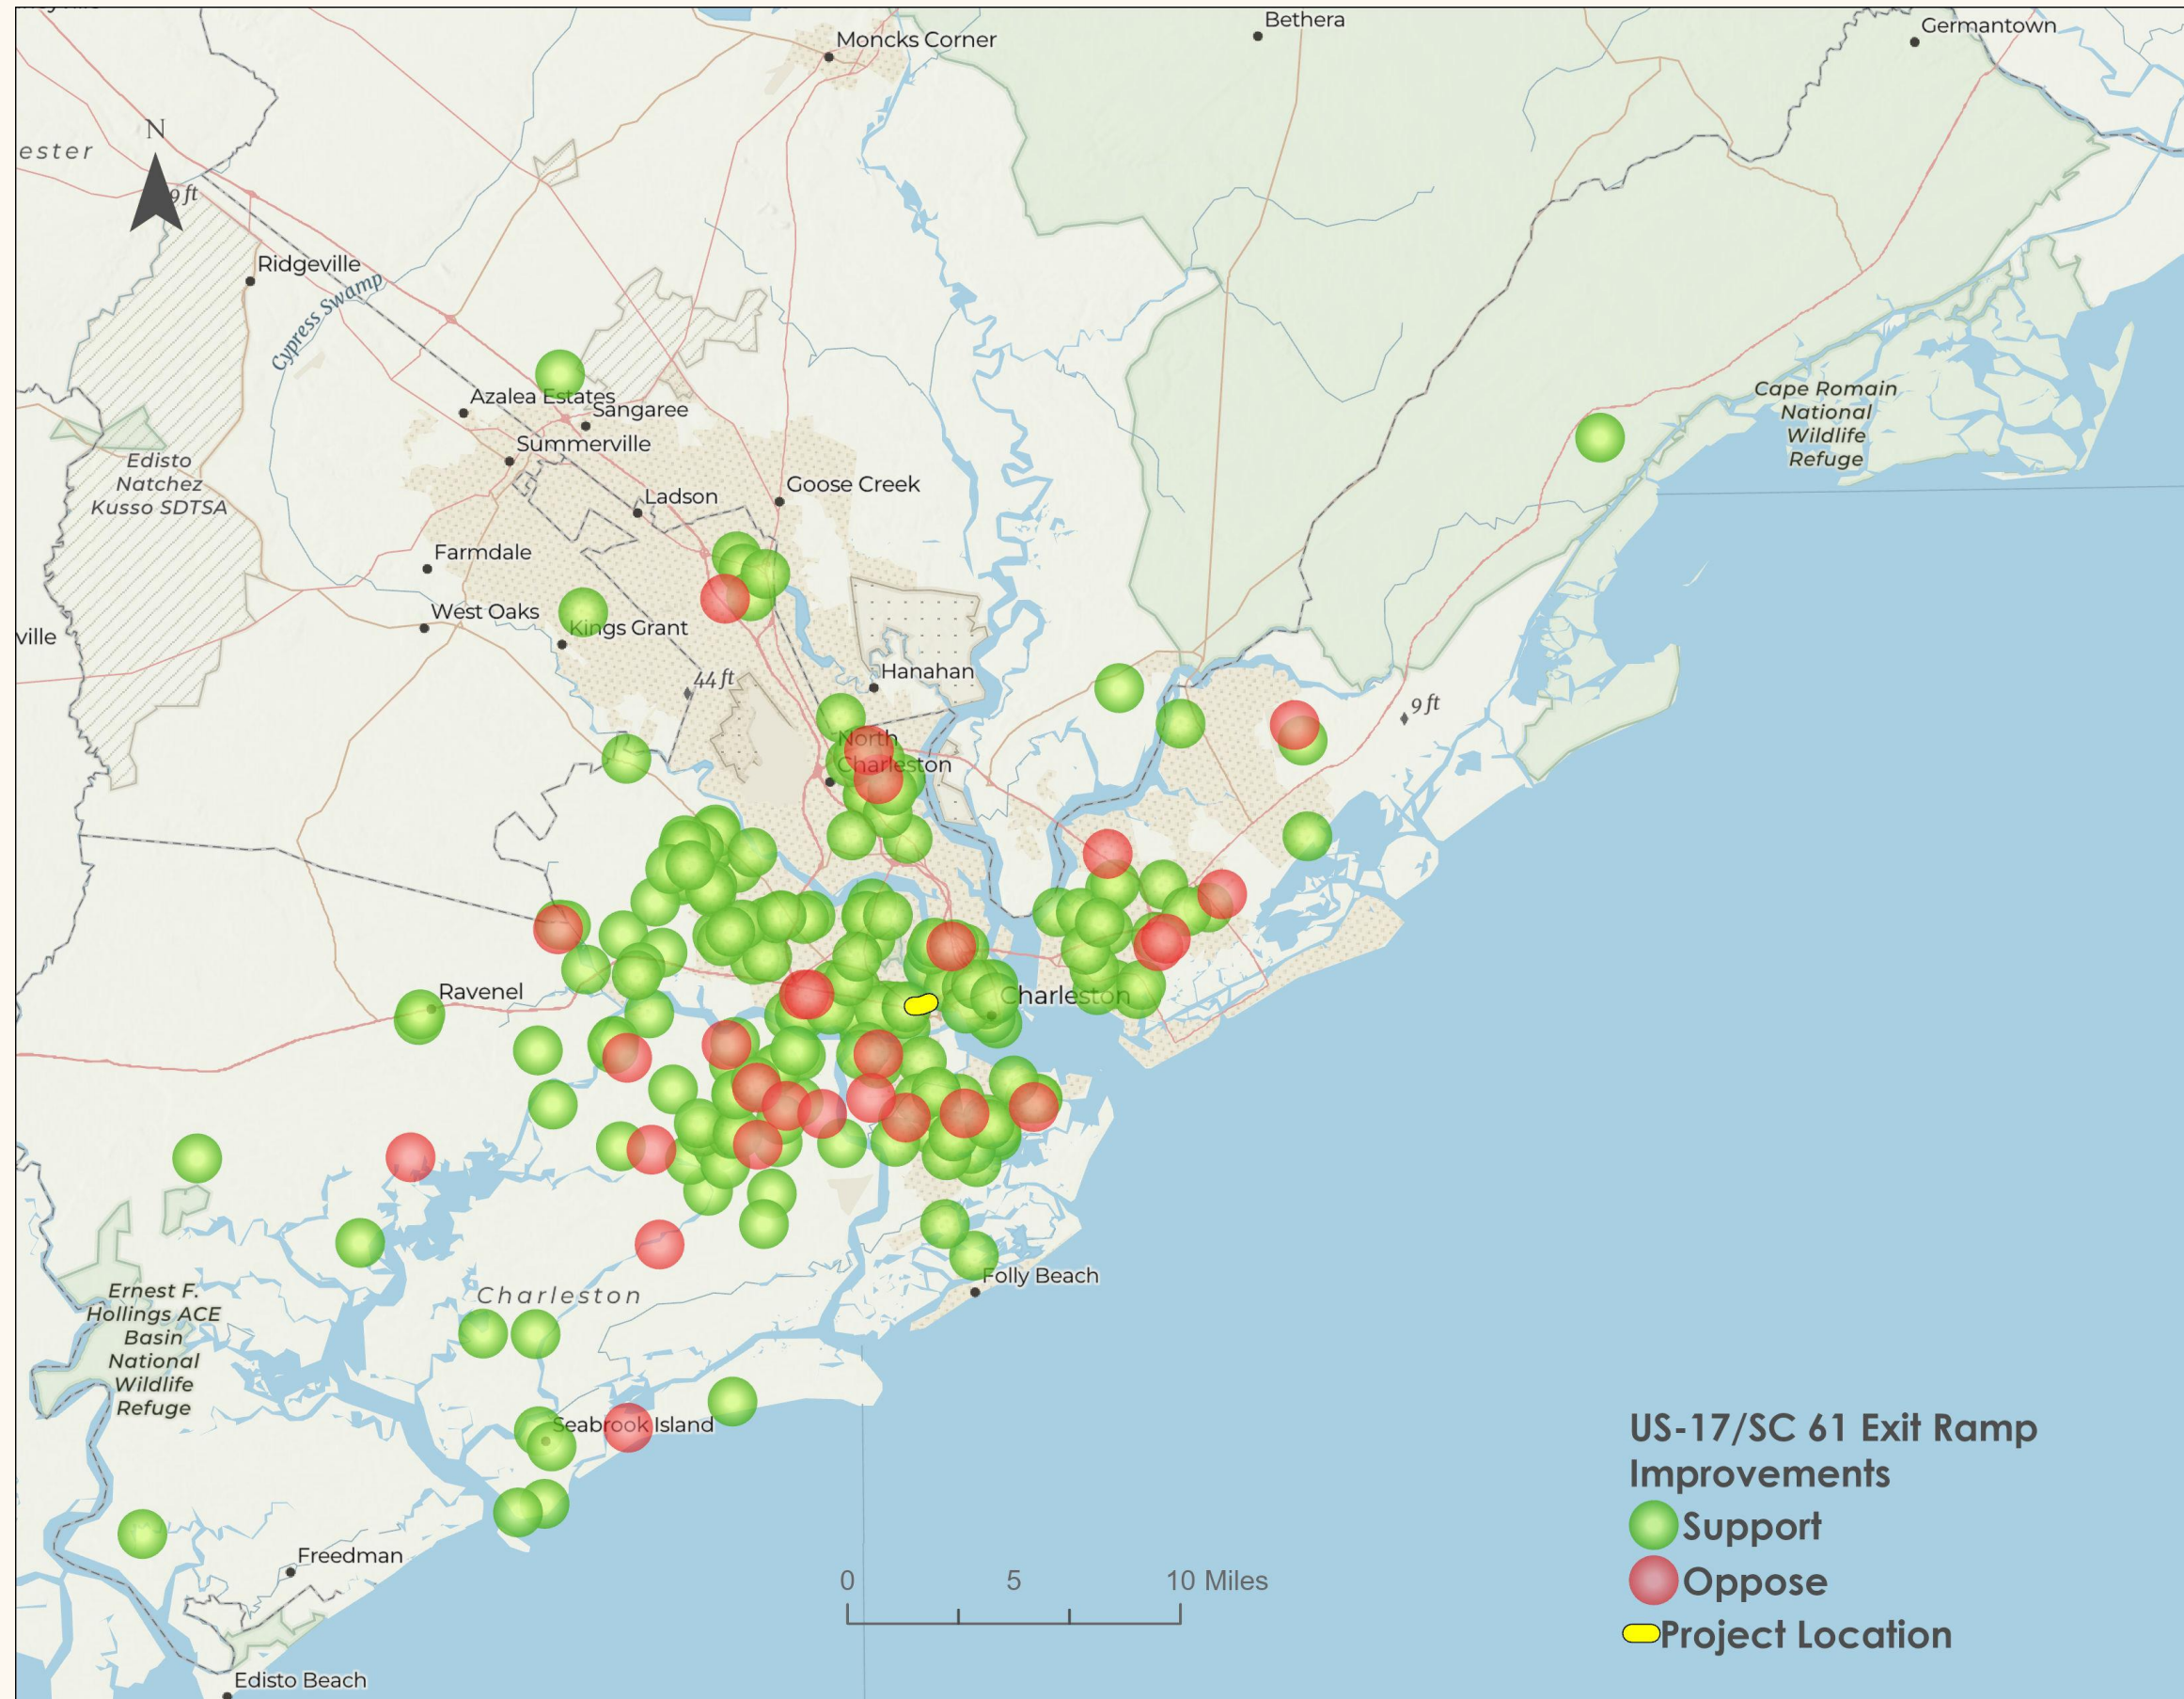 Bethera
Germantown
Moncks Corner
N
ester
9 ft
Ridgeville
Cypress Swamp
Cape Romain
National
Wildlife
Refuge
Azalea Estates
Sangaree
Summerville
Edisto
Natchez
Kusso SDTSA
Goose Creek
Ladson
Farmdale
West Oaks
Kings Grant
ville
Hanahan
44 ft
9 ft
North
Charleston
Ravenel
Charleston
Folly Beach
Charleston
Ernest F.
Hollings ACE
Basin
National
Wildlife
Refuge
Seabrook Island
Freedman
Edisto Beach
0 5 10 Miles
US-17/SC 61 Exit Ramp
Improvements
Support
Oppose
Project Location